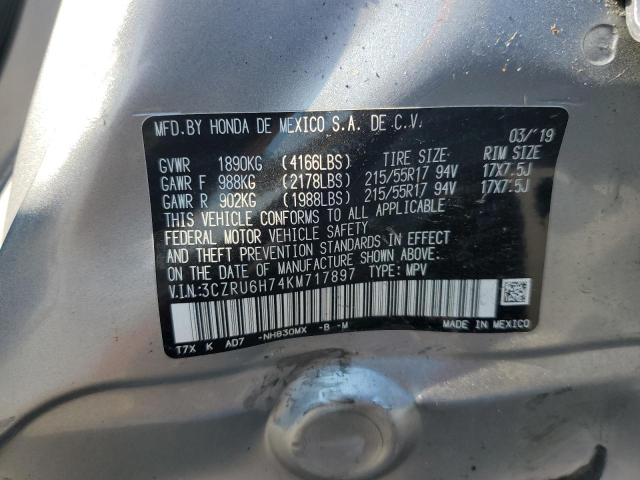 MFD.BY HONDA DE MEXICO S.A. DE C.V. 03/'19
GVWR 1890KG (4166LBS) TIRE SIZE RIM SIZE
GAWR F 988KG (2178LBS) 215/55R17 94V 17X7.5J
GAWR R 902KG (1988LBS) 215/55R17 94V 17X7.5J
THIS VEHICLE CONFORMS TO ALL APPLICABLE
FEDERAL MOTOR VEHICLE SAFETY
AND THEFT PREVENTION STANDARDS IN EFFECT
ON THE DATE OF MANUFACTURE SHOWN ABOVE.
V.I.N.:3CZRU6H74KM717897 TYPE: MPV
T7X K AD7 -NH830MX -B -M MADE IN MEXICO